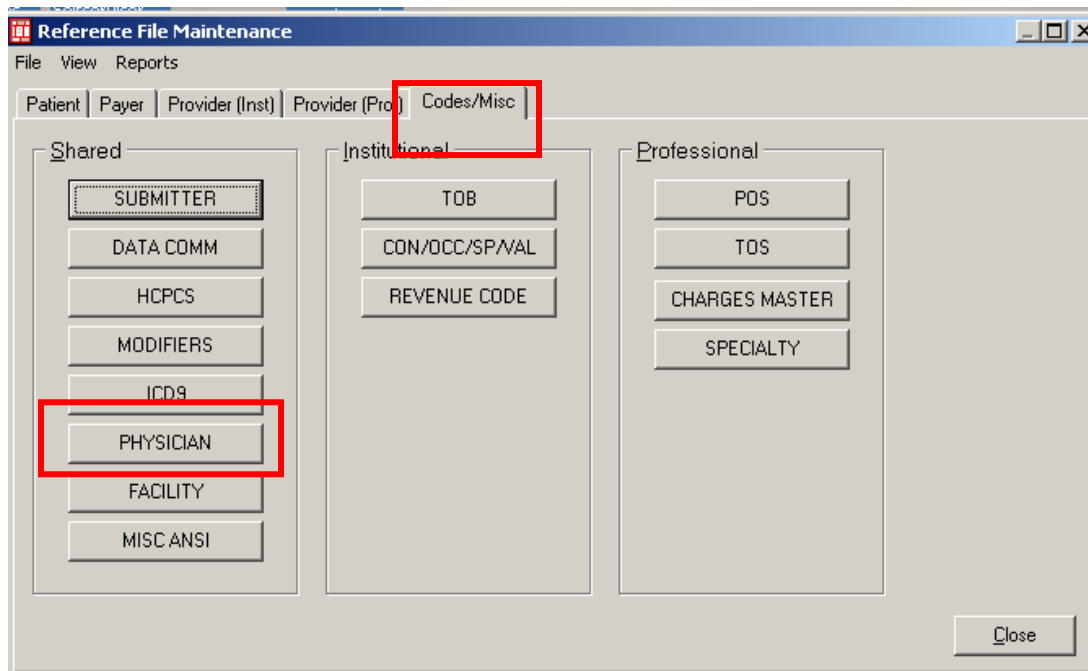 Reference File Maintenance
File View Reports
Patient Payer Provider (Inst) Provider (Pro Codes/Misc
Shared
SUBMITTER
DATA COMM
HCPCS
MODIFIERS
ICD9
PHYSICIAN
FACILITY
MISC ANSI
Institutional
TOB
CON/OCC/SP/VAL
REVENUE CODE
Professional
POS
TOS
CHARGES MASTER
SPECIALTY
Close